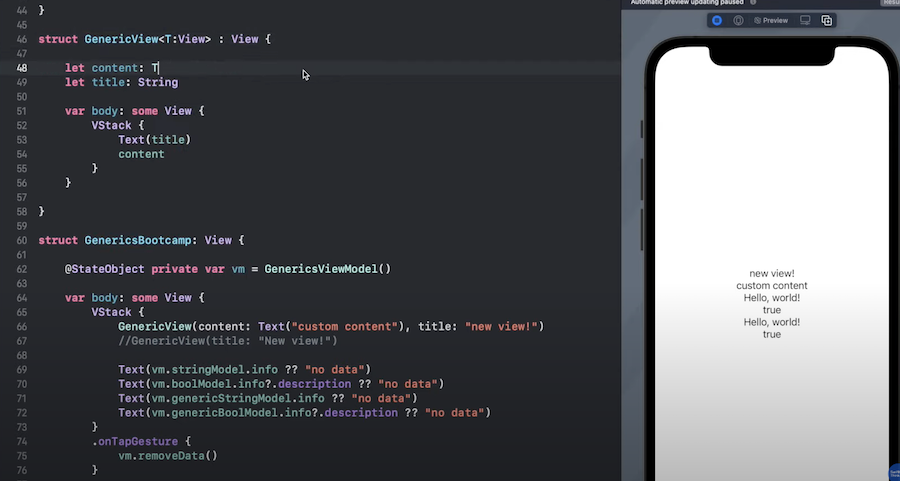 Automatic preview updating paused
Resu
Preview
44 }
45
46 struct GenericView<T:View> : View {
47
48 let content: T
49 let title: String
50
51 var body: some View {
52 VStack {
53 Text(title)
54 content
55 }
56 }
57
58 }
59
60 struct GenericsBootcamp: View {
61
62 @StateObject private var vm = GenericsViewModel()
63
64 var body: some View {
65 VStack {
66 GenericView(content: Text("custom content"), title: "new view!")
67 //GenericView(title: "New view!")
68
69 Text(vm.stringModel.info ?? "no data")
70 Text(vm.boolModel.info?.description ?? "no data")
71 Text(vm.genericStringModel.info ?? "no data")
72 Text(vm.genericBoolModel.info?.description ?? "no data")
73 }
74 .onTapGesture {
75 vm.removeData()
76 }
new view!
custom content
Hello, world!
true
Hello, world!
true